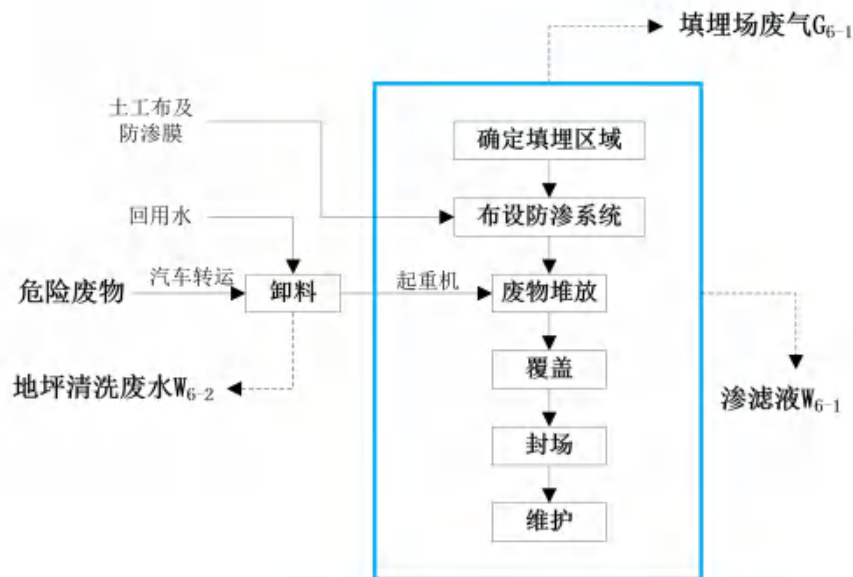 填埋场废气G6-1
土工布及
防渗膜
确定填埋区域
回用水
布设防渗系统
危险废物
汽车转运
卸料
起重机
废物堆放
地坪清洗废水W6-2
覆盖
渗滤液W6-1
封场
维护